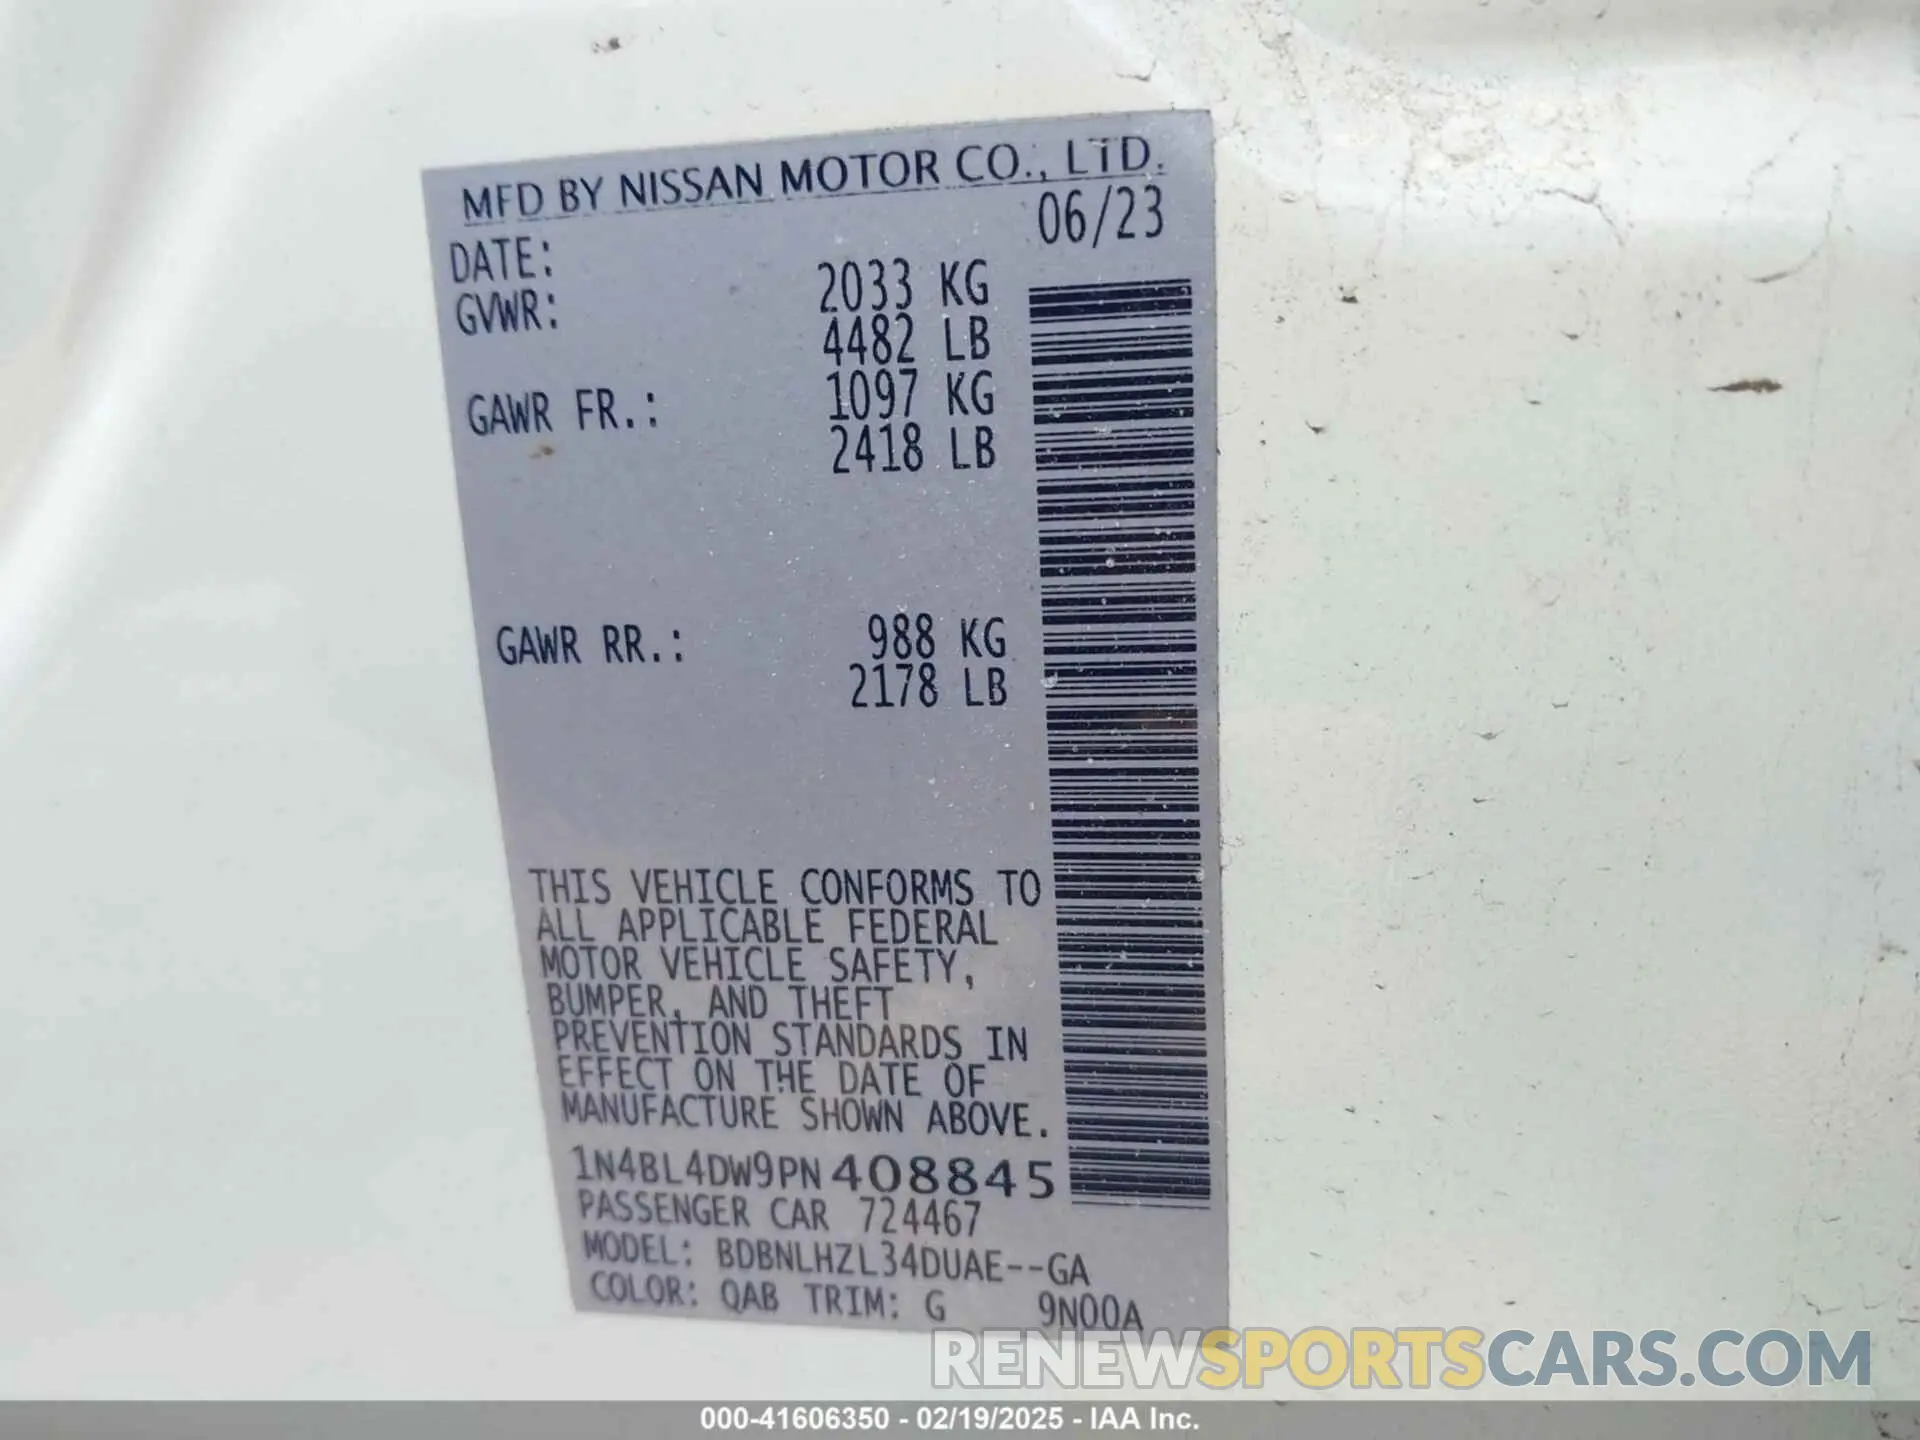 MFD BY NISSAN MOTOR CO., LTD.
DATE: 06/23
GVWR: 2033 KG
4482 LB
GAWR FR.: 1097 KG
2418 LB
GAWR RR.: 988 KG
2178 LB
THIS VEHICLE CONFORMS TO
ALL APPLICABLE FEDERAL
MOTOR VEHICLE SAFETY,
BUMPER, AND THEFT
PREVENTION STANDARDS IN
EFFECT ON THE DATE OF
MANUFACTURE SHOWN ABOVE.
1N4BL4DW9PN408845
PASSENGER CAR 724467
MODEL: BDBNLHZL34DUAE--GA
COLOR: QAB TRIM: G 9N00A
RENEWSPORTSCARS.COM
000-41606350 - 02/19/2025 - IAA Inc.